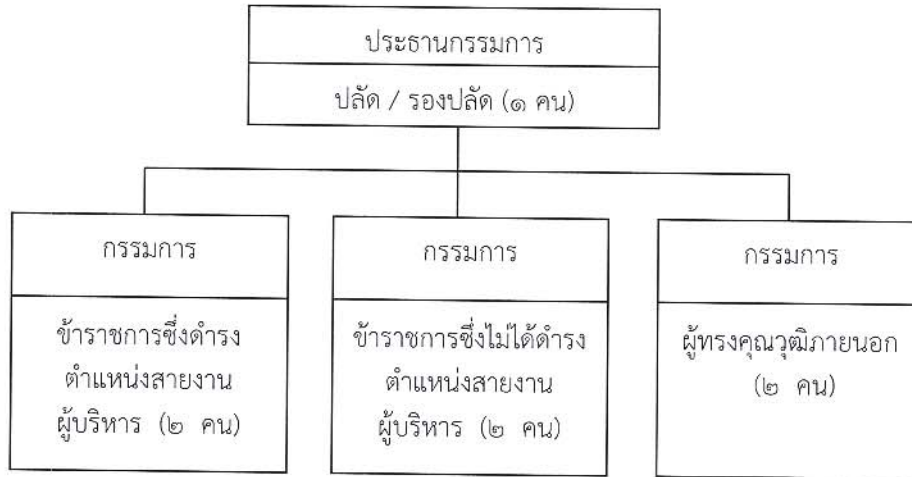 ประธานกรรมการ
ปลัด / รองปลัด (๑ คน)
กรรมการ
ข้าราชการซึ่งดำรง
ตำแหน่งสายงาน
ผู้บริหาร (๒ คน)
กรรมการ
ข้าราชการซึ่งไม่ได้ดำรง
ตำแหน่งสายงาน
ผู้บริหาร (๒ คน)
กรรมการ
ผู้ทรงคุณวุฒิภายนอก
(๒ คน)